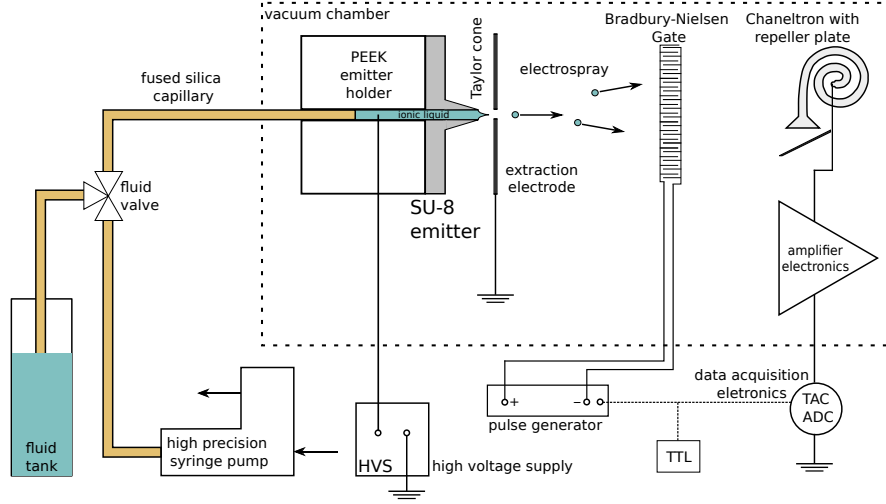 vacuum chamber
Bradbury-Nielsen
Gate
Chaneltron with
repeller plate
PEEK
emitter
holder
Taylor cone
electrospray
fused silica
capillary
ionic liquid
extraction
electrode
fluid
valve
SU-8
emitter
amplifier
electronics
data acquisition
eletronics
+
−
pulse generator
TAC
ADC
fluid
tank
high precision
syringe pump
HVS
high voltage supply
TTL